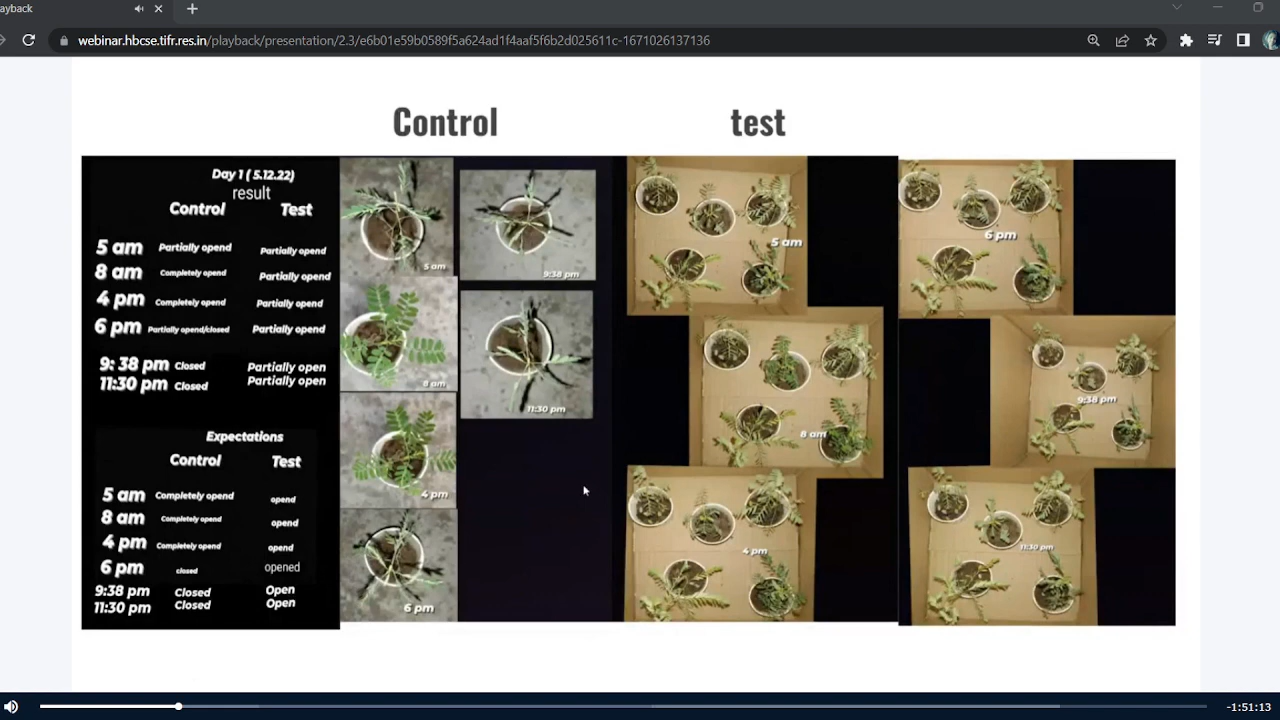 ayback
webinar.hbcse.tifr.res.in/playback/presentation/2.3/e6b01e59b0589f5a624ad1f4aaf5f6b2d025611c-1671026137136
Control test
Day 1 ( 5.12.22)
result
Control Test
5 am Partially opend Partially opend
8 am Completely opend Partially opend
4 pm Completely opend Partially opend
6 pm Partially opend/closed Partially opend
9: 38 pm Closed Partially open
11:30 pm Closed Partially open
Expectations
Control Test
5 am Completely opend opend
8 am Completely opend opend
4 pm Completely opend opend
6 pm closed opened
9:38 pm Closed Open
11:30 pm Closed Open
5 am
8 am
4 pm
6 pm
9:38 pm
11:30 pm
5 am
8 am
4 pm
6 pm
9:38 pm
11:30 pm
-1:51:13